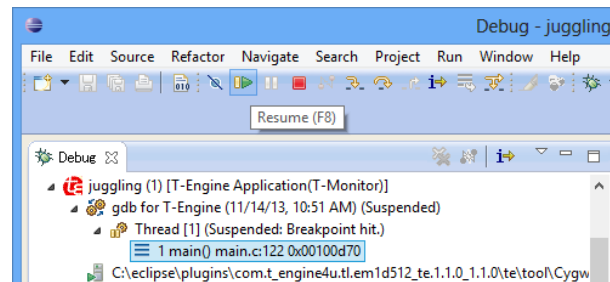 Debug - juggling
File Edit Source Refactor Navigate Search Project Run Window Help
010
Resume (F8)
Debug
juggling (1) [T-Engine Application(T-Monitor)]
gdb for T-Engine (11/14/13, 10:51 AM) (Suspended)
Thread [1] (Suspended: Breakpoint hit.)
1 main() main.c:122 0x00100d70
C:\eclipse\plugins\com.t_engine4u.tl.em1d512_te.1.1.0_1.1.0\te\tool\Cygw